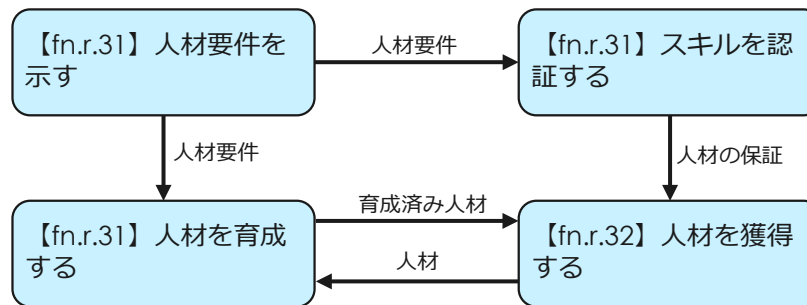 【fn.r.31】人材要件を
示す
人材要件
【fn.r.31】スキルを認
証する
人材要件
人材の保証
【fn.r.31】人材を育成
する
育成済み人材
人材
【fn.r.32】人材を獲得
する